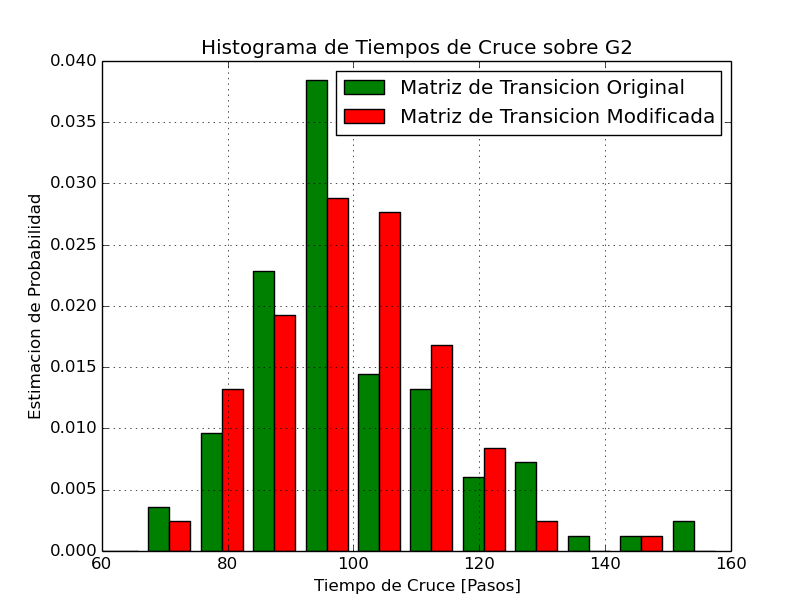 Histograma de Tiempos de Cruce sobre G2
Matriz de Transicion Original
Matriz de Transicion Modificada
Estimacion de Probabilidad
0.040
0.035
0.030
0.025
0.020
0.015
0.010
0.005
0.000
60 80 100 120 140 160
Tiempo de Cruce [Pasos]